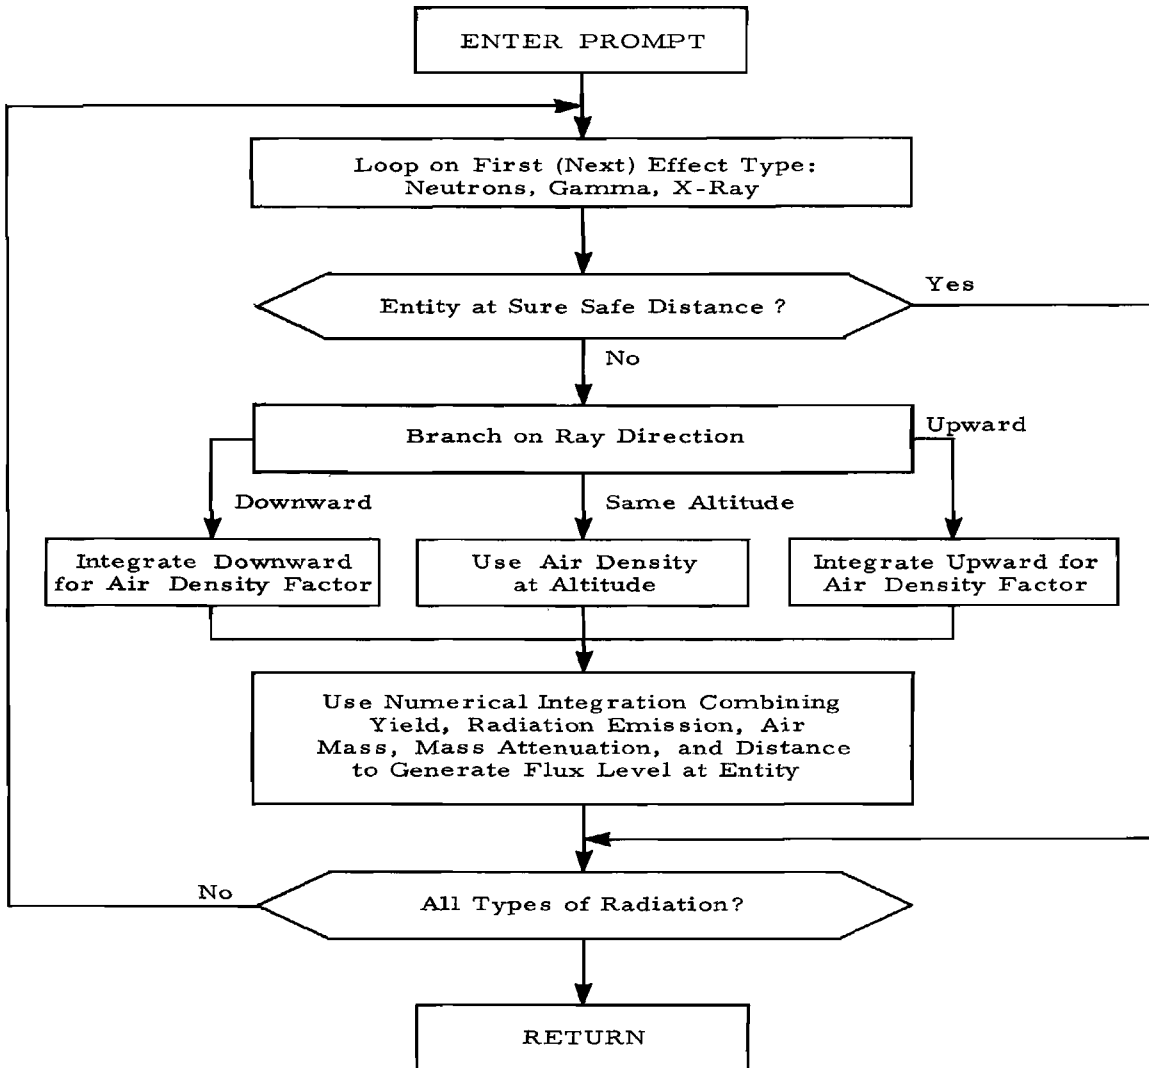 ENTER PROMPT
Loop on First (Next) Effect Type:
Neutrons, Gamma, X-Ray
Yes
Entity at Sure Safe Distance ?
No
Upward
Branch on Ray Direction
Downward
Same Altitude
Integrate Downward
for Air Density Factor
Use Air Density
at Altitude
Integrate Upward for
Air Density Factor
Use Numerical Integration Combining
Yield, Radiation Emission, Air
Mass, Mass Attenuation, and Distance
to Generate Flux Level at Entity
No
All Types of Radiation?
RETURN